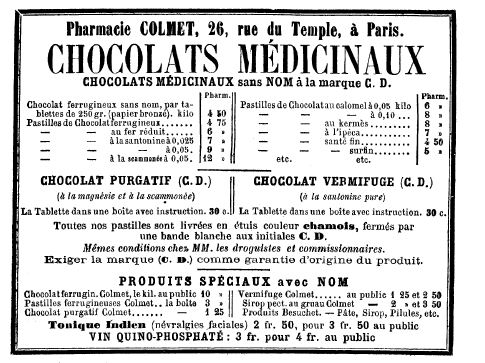 Pharmacie COLMET, 26, rue du Temple, à Paris.
CHOCOLATS MÉDICINAUX
CHOCOLATS MÉDICINAUX sans NOM à la marque C. D.
Pharm.
Chocolat ferrugineux sans nom, par ta-
blettes de 250 gr. (papier bronzé). kilo 4 50
Pastilles de Chocolat ferrugineux....... 4 75
— — au fer réduit...... 6 »
— — à la santonine à 0,025 7 »
— — — à 0,05. 9 »
— — à la scammonée à 0,05. 12 »
Pharm.
Pastilles de Chocolat au calomel à 0,05 kilo 6 »
— — — à 0,10 ... 8 »
— — au kermès........ 8 »
— — à l'ipéca........ 7 »
— — santé fin........ 4 50
— — — surfin..... 5 »
etc. etc. etc.
CHOCOLAT PURGATIF (C. D.)
(à la magnésie et à la scammonée)
La Tablette dans une boîte avec instruction. 30 c.
CHOCOLAT VERMIFUGE (C. D.)
(à la santonine pure)
La Tablette dans une boîte avec instruction. 30 c.
Toutes nos pastilles sont livrées en étuis couleur chamois, fermés par
une bande blanche aux initiales C. D.
Mêmes conditions chez MM. les droguistes et commissionnaires.
Exiger la marque (C. D.) comme garantie d'origine du produit.
PRODUITS SPÉCIAUX avec NOM
Chocolat ferrugin. Colmet, le kil. au public 10 »
Pastilles ferrugineuses Colmet.. la boîte 3 »
Chocolat purgatif Colmet...... — 1 25
Vermifuge Colmet...... au public 1 25 et 2 50
Sirop pect. au gruau Colmet — 2 » et 3 50
Produits Besuchet. — Pâte, Sirop, Pilules, etc.
Tonique Indien (névralgies faciales) 2 fr. 50, pour 3 fr. 50 au public
VIN QUINO-PHOSPHATÉ: 3 fr. pour 4 fr. au public